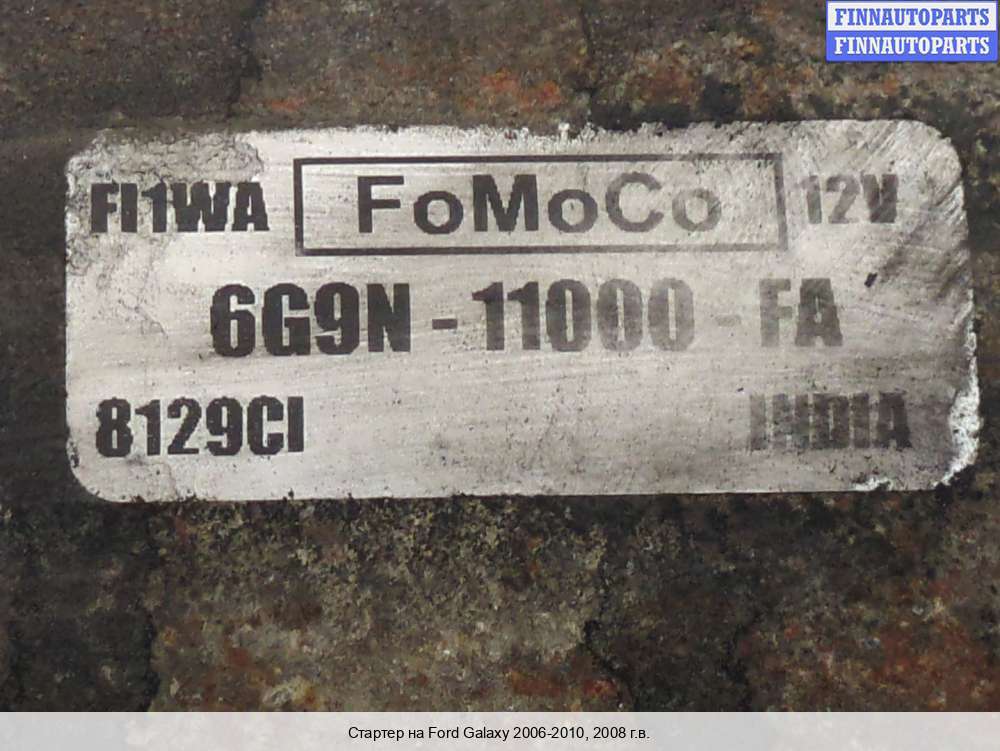 FINNAUTOPARTS
FINNAUTOPARTS
FI1WA FoMoCo 12V
6G9N - 11000 - FA
8129CI INDIA
Стартер на Ford Galaxy 2006-2010, 2008 г.в.